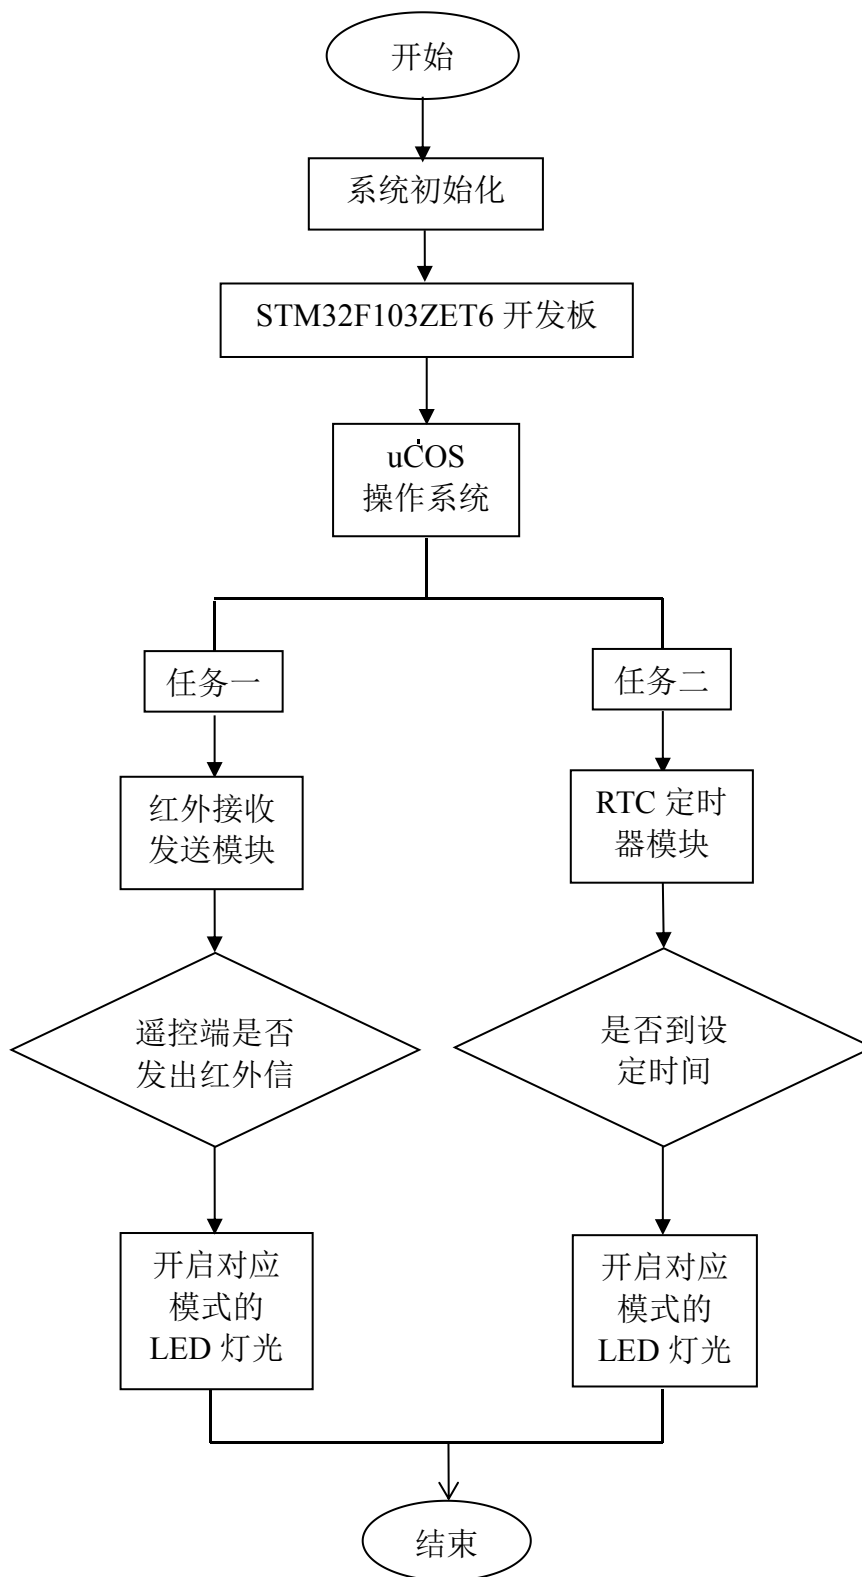 开始
系统初始化
STM32F103ZET6 开发板
uCOS
操作系统
任务一
任务二
红外接收
发送模块
RTC 定时
器模块
遥控端是否
发出红外信
是否到设
定时间
开启对应
模式的
LED 灯光
开启对应
模式的
LED 灯光
结束